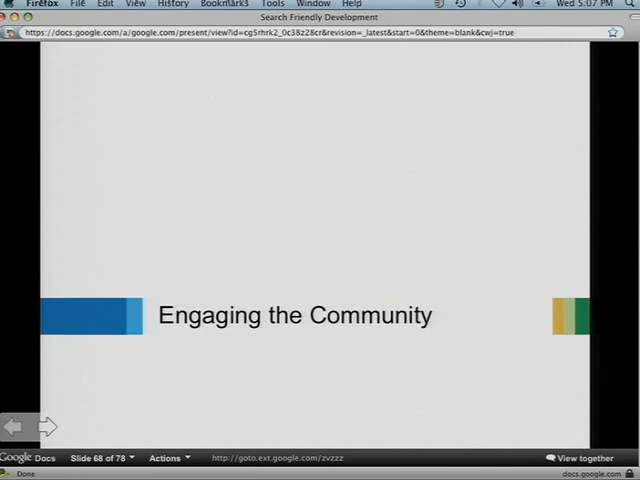 Firefox File Edit View History Bookmarks Tools Window Help Wed 5:07 PM
Search Friendly Development
https://docs.google.com/a/google.com/present/view?id=cg5rhrk2_0c38z28cr&revision=_latest&start=0&theme=blank&cwj=true
Engaging the Community
Google Docs Slide 68 of 78 Actions http://goto.ext.google.com/zvzzz View together
Done docs.google.com